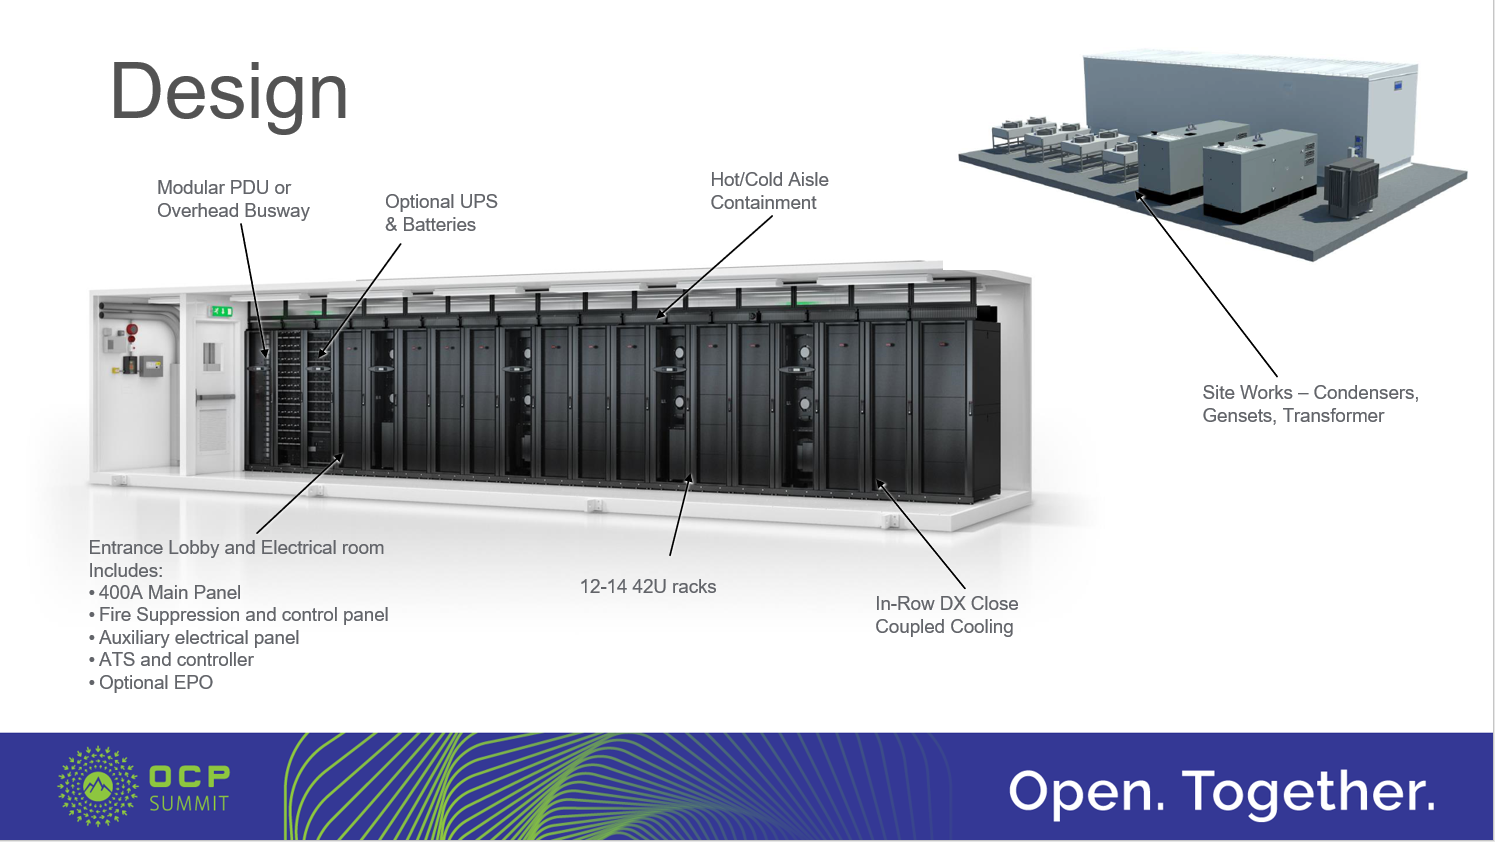 Design
Modular PDU or
Overhead Busway
Optional UPS
& Batteries
Hot/Cold Aisle
Containment
Site Works – Condensers,
Gensets, Transformer
Entrance Lobby and Electrical room
Includes:
• 400A Main Panel
• Fire Suppression and control panel
• Auxiliary electrical panel
• ATS and controller
• Optional EPO
12-14 42U racks
In-Row DX Close
Coupled Cooling
OCP
SUMMIT
Open. Together.